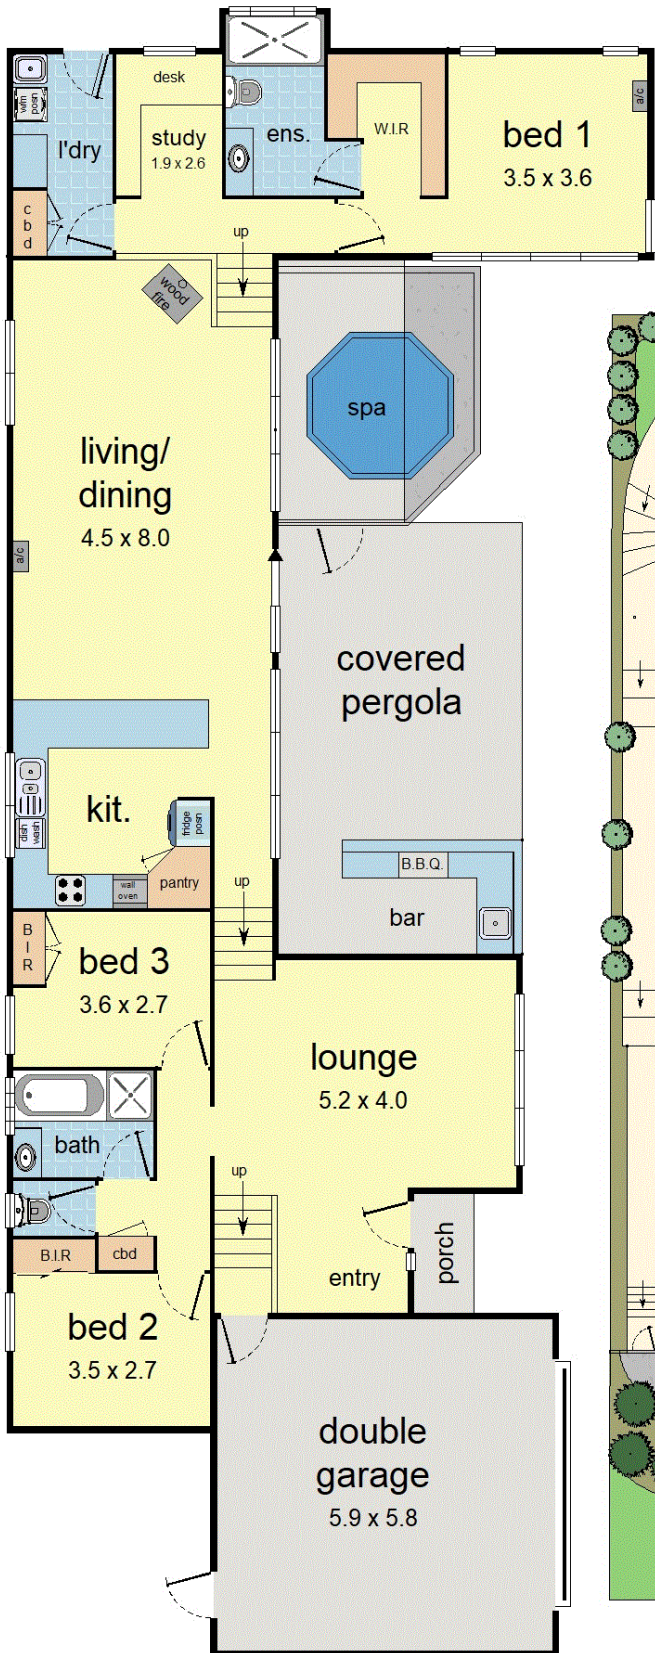 desk
w/m
posn
a/c
study
1.9 x 2.6
l'dry
ens.
W.I.R
bed 1
3.5 x 3.6
c
b
d
up
wood
fire
spa
living/
dining
4.5 x 8.0
a/c
covered
pergola
kit.
dish
wash
fridge
posn
wall
oven
pantry
B.B.Q.
bar
up
B
I
R
bed 3
3.6 x 2.7
lounge
5.2 x 4.0
bath
up
B.I.R
cbd
porch
entry
bed 2
3.5 x 2.7
double
garage
5.9 x 5.8